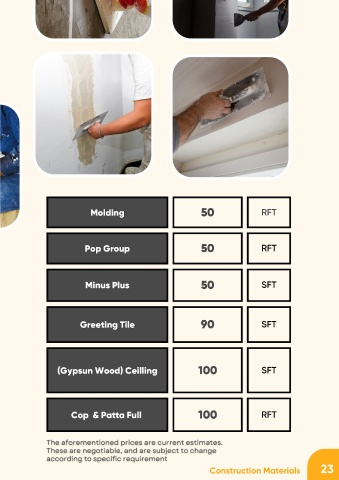 Molding 50 RFT
Pop Group 50 RFT
Minus Plus 50 SFT
Greeting Tile 90 SFT
(Gypsun Wood) Ceilling 100 SFT
Cop & Patta Full 100 RFT
The aforementioned prices are current estimates.
These are negotiable, and are subject to change
according to specific requirement
Construction Materials 23